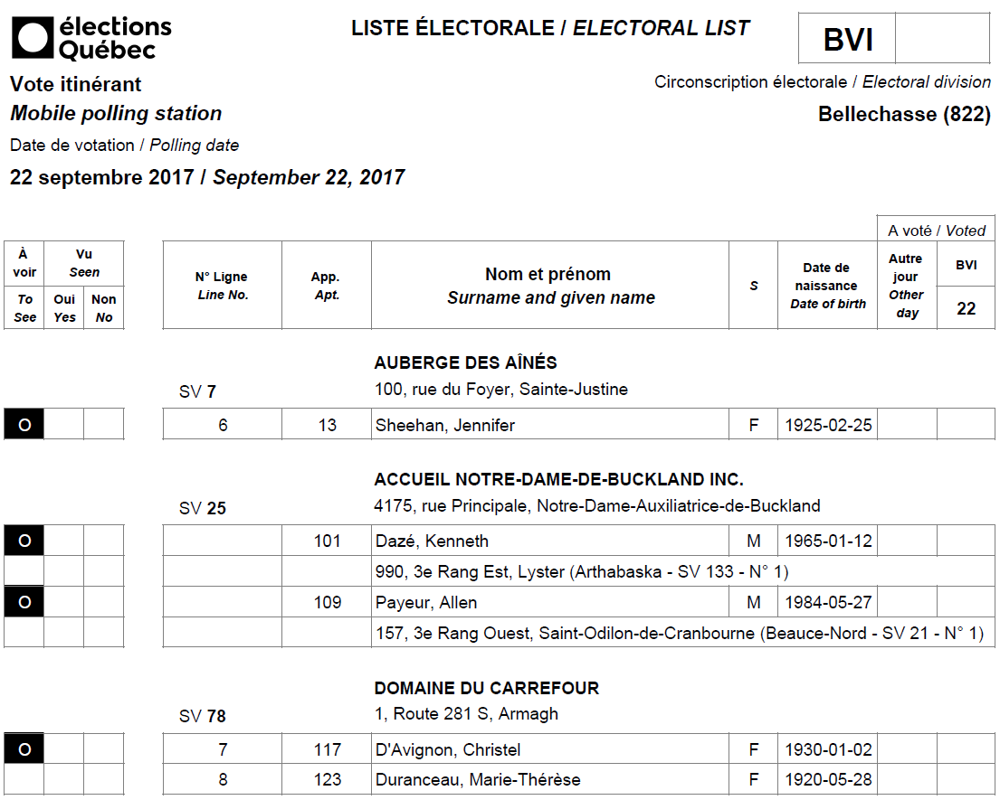 élections
Québec
LISTE ÉLECTORALE / ELECTORAL LIST
BVI
Vote itinérant
Mobile polling station
Circonscription électorale / Electoral division
Bellechasse (822)
Date de votation / Polling date
22 septembre 2017 / September 22, 2017
A voté / Voted
À voir
To See
Vu
Seen
Oui
Yes
Non
No
N° Ligne
Line No.
App.
Apt.
Nom et prénom
Surname and given name
S
Date de naissance
Date of birth
Autre jour
Other day
BVI
22
AUBERGE DES AÎNÉS
SV 7
100, rue du Foyer, Sainte-Justine
O 6 13 Sheehan, Jennifer F 1925-02-25
ACCUEIL NOTRE-DAME-DE-BUCKLAND INC.
SV 25
4175, rue Principale, Notre-Dame-Auxiliatrice-de-Buckland
O 101 Dazé, Kenneth M 1965-01-12
990, 3e Rang Est, Lyster (Arthabaska - SV 133 - N° 1)
O 109 Payeur, Allen M 1984-05-27
157, 3e Rang Ouest, Saint-Odilon-de-Cranbourne (Beauce-Nord - SV 21 - N° 1)
DOMAINE DU CARREFOUR
SV 78
1, Route 281 S, Armagh
O 7 117 D'Avignon, Christel F 1930-01-02
8 123 Duranceau, Marie-Thérèse F 1920-05-28